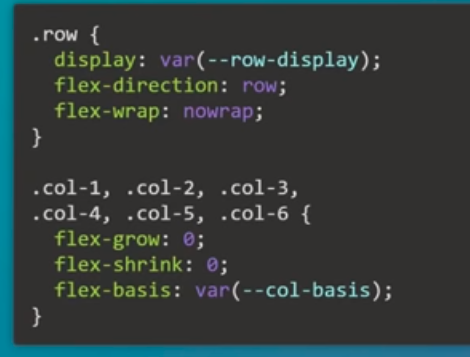 .row {
  display: var(--row-display);
  flex-direction: row;
  flex-wrap: nowrap;
}

.col-1, .col-2, .col-3,
.col-4, .col-5, .col-6 {
  flex-grow: 0;
  flex-shrink: 0;
  flex-basis: var(--col-basis);
}